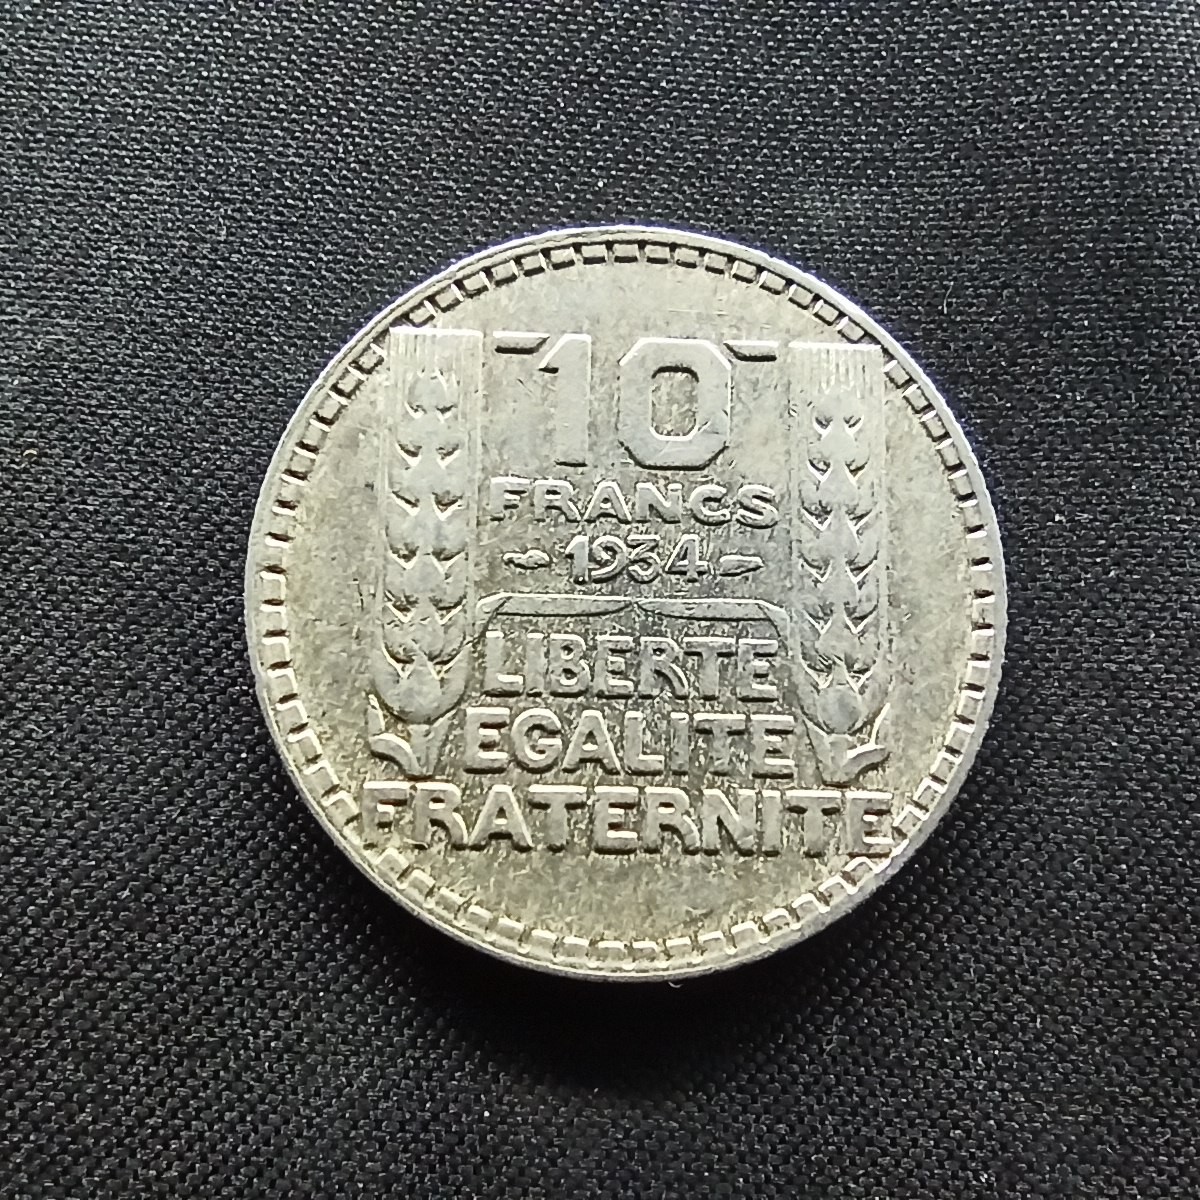 10
FRANCS
1934
LIBERTE
EGALITE
FRATERNITE